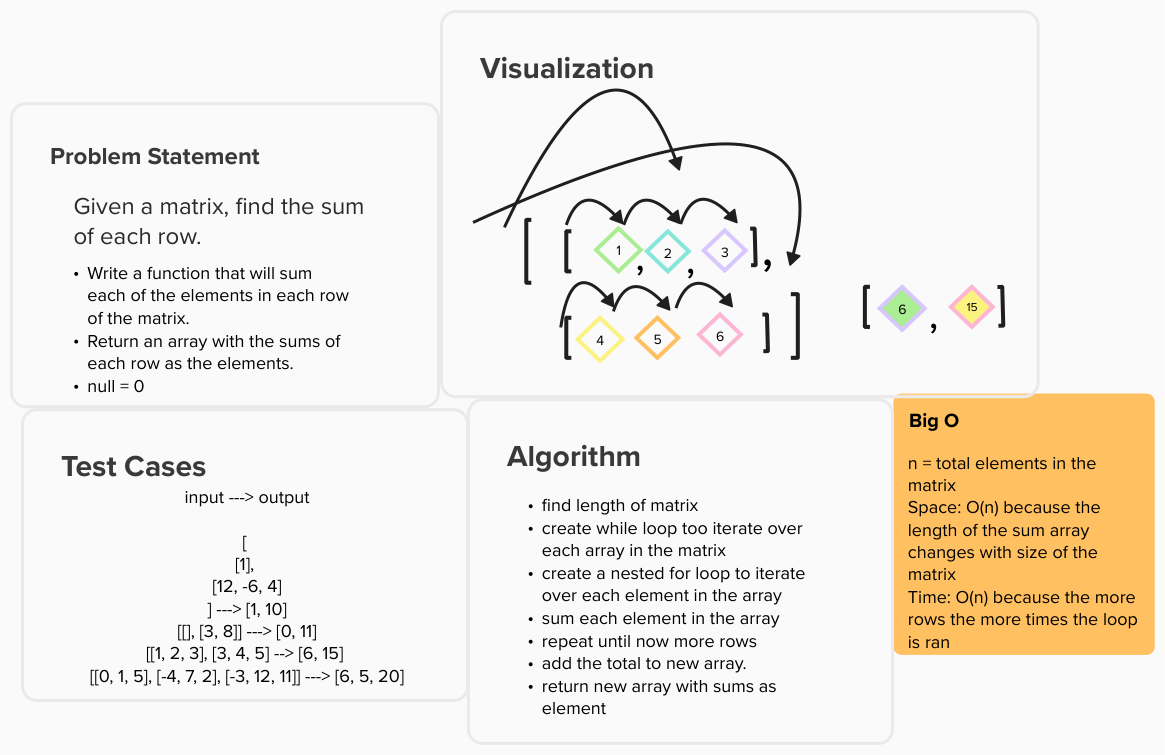 Visualization
[ [ 1 , 2 , 3 ] ,
[ 4 5 6 ] ]
[ 6 , 15 ]
Problem Statement
Given a matrix, find the sum
of each row.
• Write a function that will sum
each of the elements in each row
of the matrix.
• Return an array with the sums of
each row as the elements.
• null = 0
Test Cases
input ---> output
[
[1],
[12, -6, 4]
] ---> [1, 10]
[[], [3, 8]] ---> [0, 11]
[[1, 2, 3], [3, 4, 5] --> [6, 15]
[[0, 1, 5], [-4, 7, 2], [-3, 12, 11]] ---> [6, 5, 20]
Algorithm
• find length of matrix
• create while loop too iterate over
each array in the matrix
• create a nested for loop to iterate
over each element in the array
• sum each element in the array
• repeat until now more rows
• add the total to new array.
• return new array with sums as
element
Big O
n = total elements in the
matrix
Space: O(n) because the
length of the sum array
changes with size of the
matrix
Time: O(n) because the more
rows the more times the loop
is ran